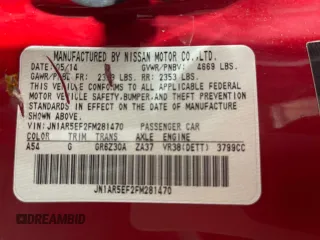 MANUFACTURED BY NISSAN MOTOR CO.,LTD.
DATE: 05/14 GVWR/PNBV: 4669 LBS.
GAWR/PNBE FR: LBS. RR: 2353 LBS.
THIS VEHICLE CONFORMS TO ALL APPLICABLE FEDERAL
MOTOR VEHICLE SAFETY, BUMPER, AND THEFT PREVENTION
STANDARDS IN EFFECT ON THE DATE OF MANUFACTURE
SHOWN ABOVE.
VIN: JN1AR5EF2FM281470 PASSENGER CAR
COLOR TRIM TRANS AXLE ENGINE
A54 G GR6Z30A ZA37 VR38(DETT) 3799CC
JN1AR5EF2FM281470
DREAMBID